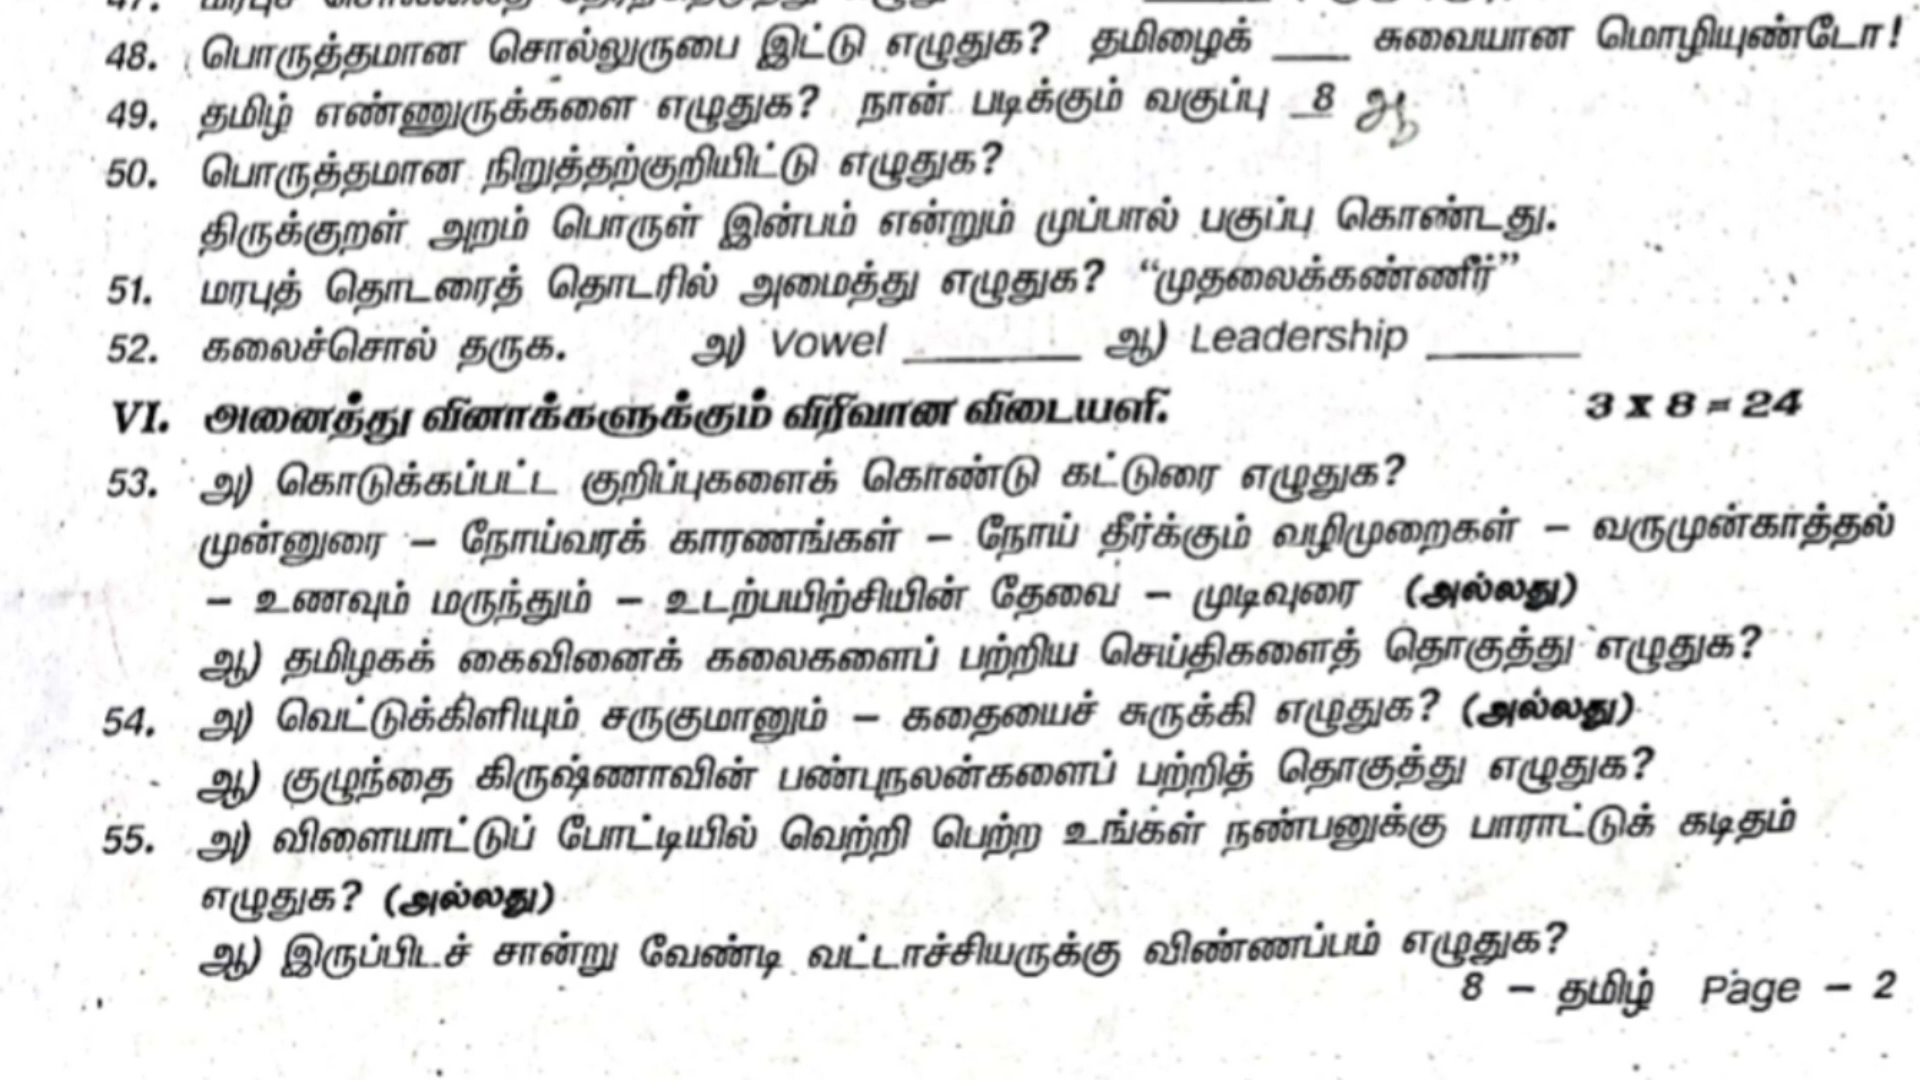 48. பொருத்தமான சொல்லுருபை இட்டு எழுதுக? தமிழைக் ___ சுவையான மொழியுண்டோ!
49. தமிழ் எண்ணுருக்களை எழுதுக? நான் படிக்கும் வகுப்பு 8 ஆ
50. பொருத்தமான நிறுத்தற்குறியிட்டு எழுதுக?
திருக்குறள் அறம் பொருள் இன்பம் என்றும் முப்பால் பகுப்பு கொண்டது.
51. மரபுத் தொடரைத் தொடரில் அமைத்து எழுதுக? "முதலைக்கண்ணீர்"
52. கலைச்சொல் தருக. அ) Vowel ________ ஆ) Leadership _______
VI. அனைத்து வினாக்களுக்கும் விரிவான விடையளி. 3 x 8 = 24
53. அ) கொடுக்கப்பட்ட குறிப்புகளைக் கொண்டு கட்டுரை எழுதுக?
முன்னுரை – நோய்வரக் காரணங்கள் – நோய் தீர்க்கும் வழிமுறைகள் – வருமுன்காத்தல்
– உணவும் மருந்தும் – உடற்பயிற்சியின் தேவை – முடிவுரை (அல்லது)
ஆ) தமிழகக் கைவினைக் கலைகளைப் பற்றிய செய்திகளைத் தொகுத்து எழுதுக?
54. அ) வெட்டுக்கிளியும் சருகுமானும் – கதையைச் சுருக்கி எழுதுக? (அல்லது)
ஆ) குழந்தை கிருஷ்ணாவின் பண்புநலன்களைப் பற்றித் தொகுத்து எழுதுக?
55. அ) விளையாட்டுப் போட்டியில் வெற்றி பெற்ற உங்கள் நண்பனுக்கு பாராட்டுக் கடிதம்
எழுதுக? (அல்லது)
ஆ) இருப்பிடச் சான்று வேண்டி வட்டாச்சியருக்கு விண்ணப்பம் எழுதுக?
8 – தமிழ் Page – 2